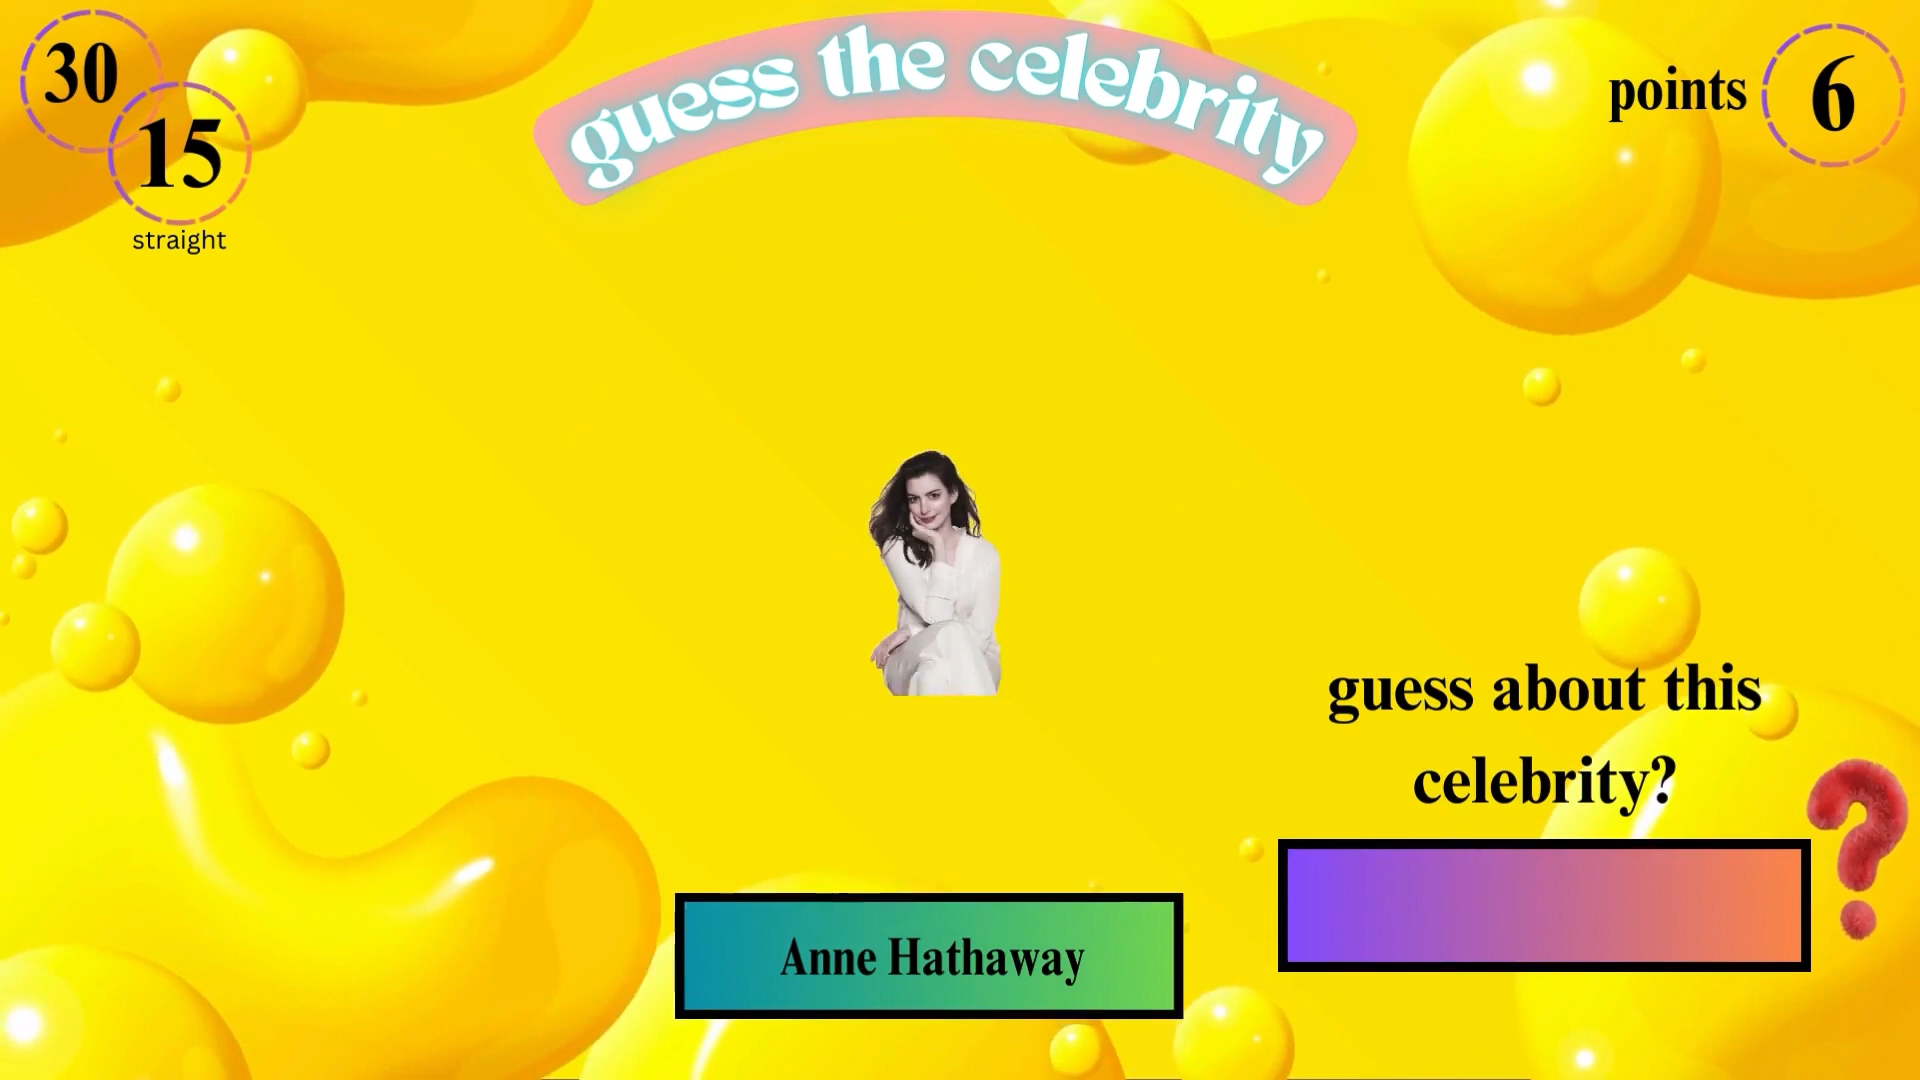 30
15
straight
guess the celebrity
points
6
guess about this
celebrity?
Anne Hathaway